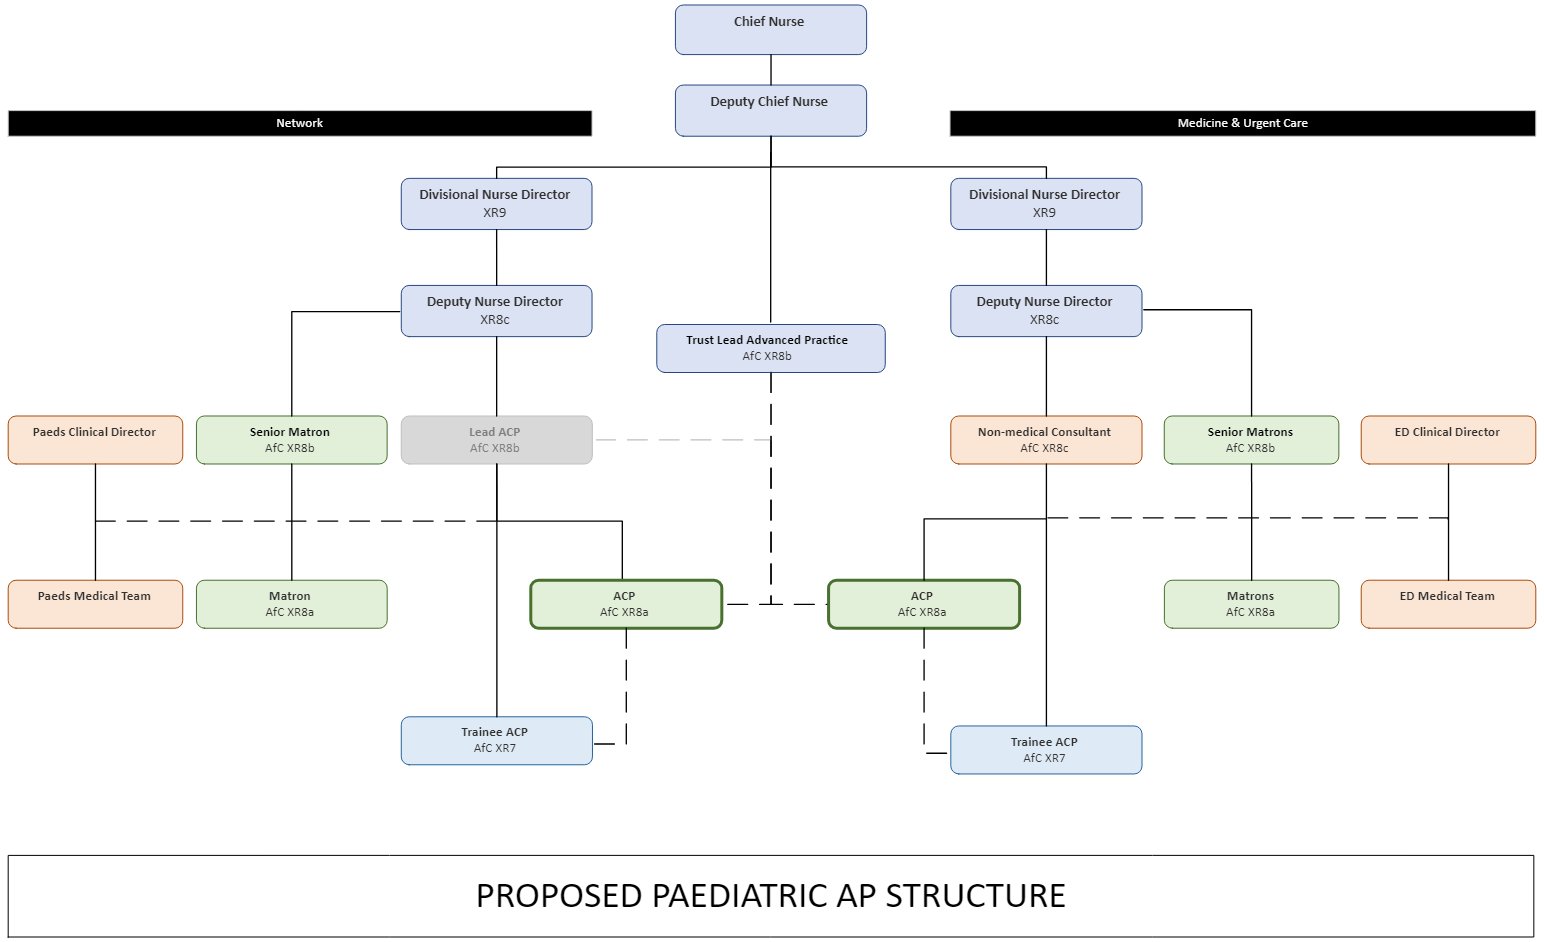 Chief Nurse
Deputy Chief Nurse
Network
Medicine & Urgent Care
Divisional Nurse Director
XR9
Divisional Nurse Director
XR9
Deputy Nurse Director
XR8c
Deputy Nurse Director
XR8c
Trust Lead Advanced Practice
AfC XR8b
Paeds Clinical Director
Senior Matron
AfC XR8b
Lead ACP
AfC XR8b
Non-medical Consultant
AfC XR8c
Senior Matrons
AfC XR8b
ED Clinical Director
Paeds Medical Team
Matron
AfC XR8a
ACP
AfC XR8a
ACP
AfC XR8a
Matrons
AfC XR8a
ED Medical Team
Trainee ACP
AfC XR7
Trainee ACP
AfC XR7
PROPOSED PAEDIATRIC AP STRUCTURE